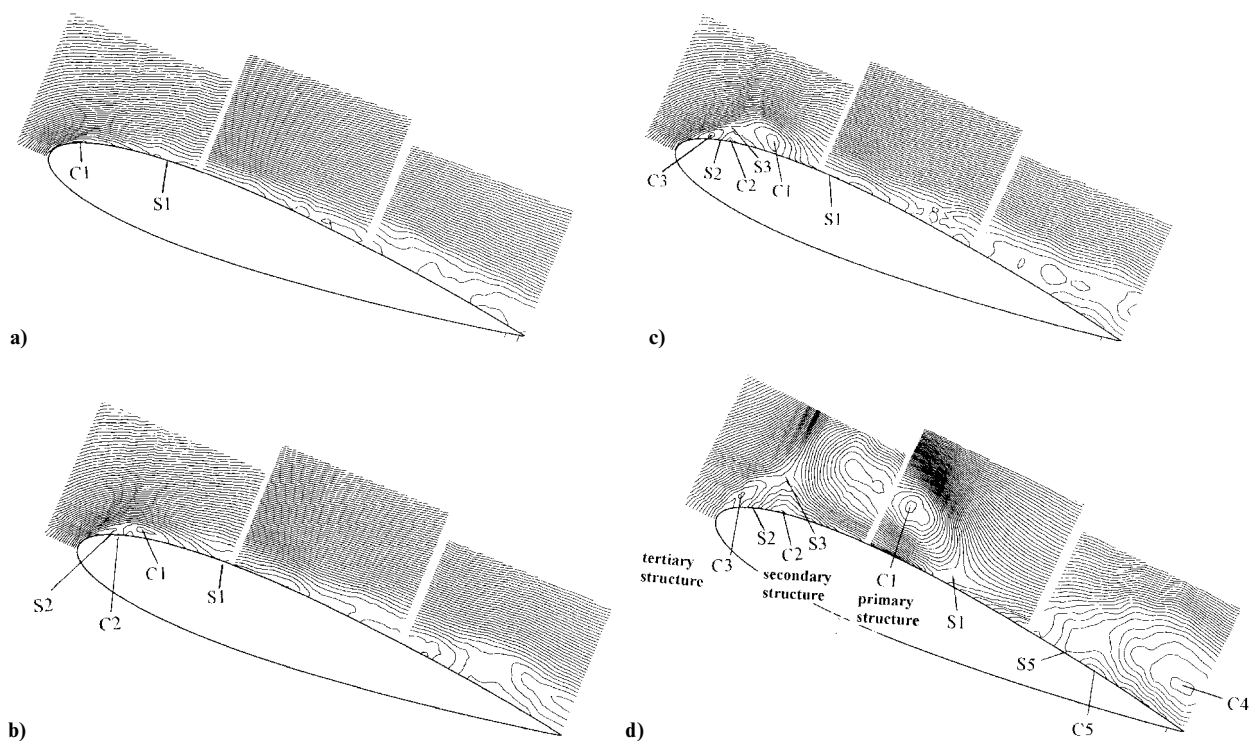 C1
S1
a)
C3
S2
C2
S3
C1
S1
c)
S2
C2
C1
S1
b)
tertiary
structure
C3
S2
C2
S3
secondary
structure
C1
primary
structure
S1
S5
C5
C4
d)